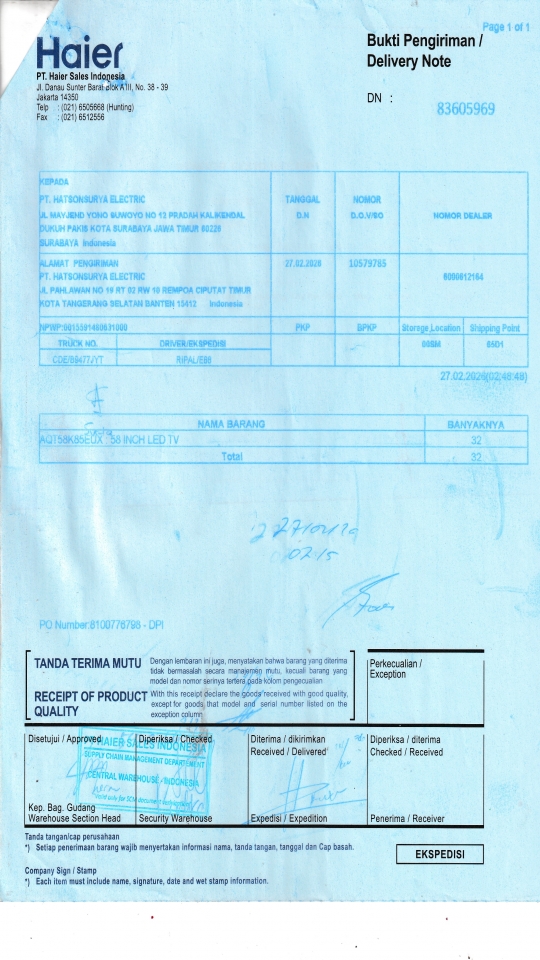 Page 1 of 1
Haier
PT. Haier Sales Indonesia
Jl. Danau Sunter Barat Blok A III, No. 38 - 39
Jakarta 14350
Telp : (021) 6505668 (Hunting)
Fax : (021) 6512556
Bukti Pengiriman /
Delivery Note
DN :
83605969
KEPADA
PT. HATSONSURYA ELECTRIC
JL MAYJEND YONO SUWOYO NO 13 PRADAH KALIKENDAL
DUKUH PAKIS KOTA SURABAYA JAWA TIMUR 60226
SURABAYA Indonesia
TANGGAL
D.N
NOMOR
D.O./SO
NOMOR DEALER
ALAMAT PENGIRIMAN
PT. HATSONSURYA ELECTRIC
JL PAHLAWAN NO 16 RT 02 RW 10 REMPOA CIPUTAT TIMUR
KOTA TANGERANG SELATAN BANTEN 15412 Indonesia
27.02.2026
10579765
NPWP:
PKP
BPKP
Storage Location
Shipping Point
TRUCK NO.
DRIVER/EKSPEDISI
27.02.2026(02:48:48)
NAMA BARANG
BANYAKNYA
AQT58K85EUX : 58 INCH LED TV
32
Total
32
02.15
PO Number:8100776798 - DPI
TANDA TERIMA MUTU
Dengan lembaran ini juga, menyatakan bahwa barang yang diterima
tidak bermasalah secara manajemen mutu, kecuali barang yang
model dan nomor serinya tertera pada kolom pengecualian
RECEIPT OF PRODUCT
QUALITY
With this receipt declare the goods received with good quality,
except for goods that model and serial number listed on the
exception column
Perkecualian /
Exception
Disetujui / Approved
Diperiksa / Checked
Diterima / dikirimkan
Received / Delivered
Diperiksa / diterima
Checked / Received
HAIER SALES INDONESIA
SUPPLY CHAIN MANAGEMENT DEPARTEMENT
CENTRAL WAREHOUSE - INDONESIA
Kep. Bag. Gudang
Warehouse Section Head
Security Warehouse
Expedisi / Expedition
Penerima / Receiver
Tanda tangan/cap perusahaan
*) Setiap penerimaan barang wajib menyertakan informasi nama, tanda tangan, tanggal dan Cap basah.
EKSPEDISI
Company Sign / Stamp
*) Each item must include name, signature, date and wet stamp information.